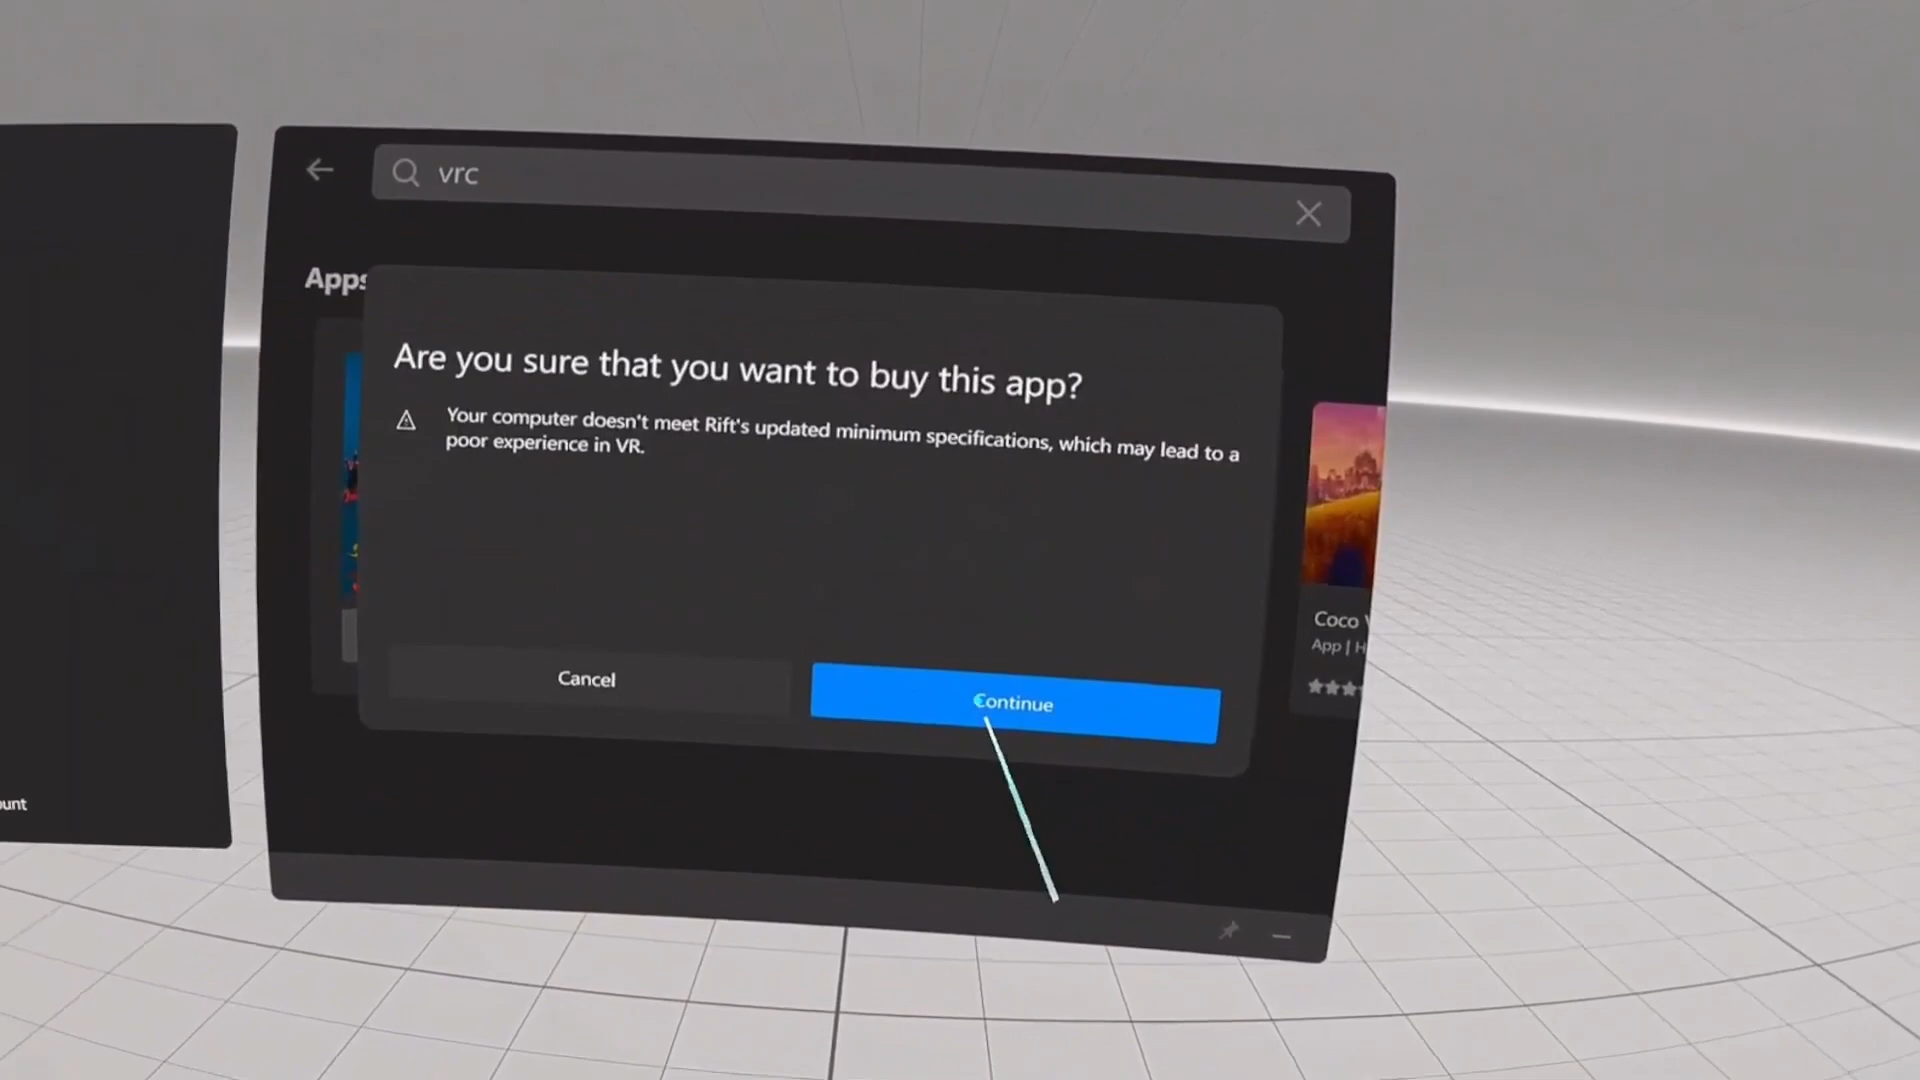 vrc
Apps
Are you sure that you want to buy this app?
Your computer doesn't meet Rift's updated minimum specifications, which may lead to a
poor experience in VR.
Coco
App | H
Cancel
Continue
ount